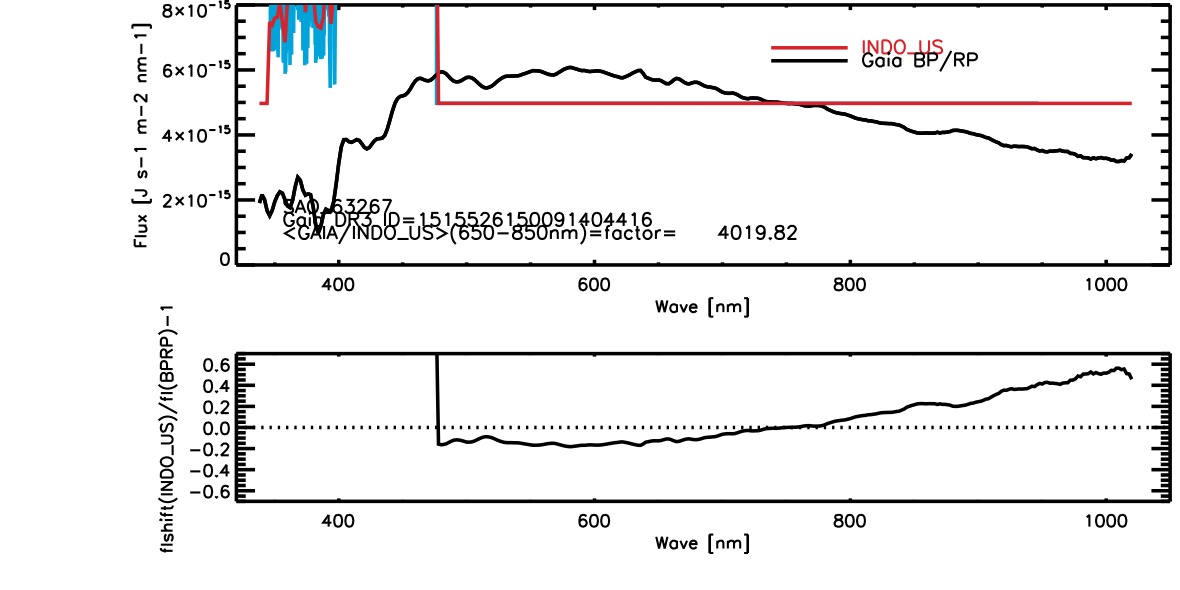 8×10⁻¹⁵
6×10⁻¹⁵
4×10⁻¹⁵
2×10⁻¹⁵
0
Flux [J s-1 m-2 nm-1]
INDO_US
Gaia BP/RP
SAO 63267
Gaia DR3 ID=1515526150091404416
<GAIA/INDO_US>(650-850nm)=factor= 4019.82
400 600 800 1000
Wave [nm]
flshift(INDO_US)/fl(BPRP)-1
0.6
0.4
0.2
0.0
-0.2
-0.4
-0.6
400 600 800 1000
Wave [nm]